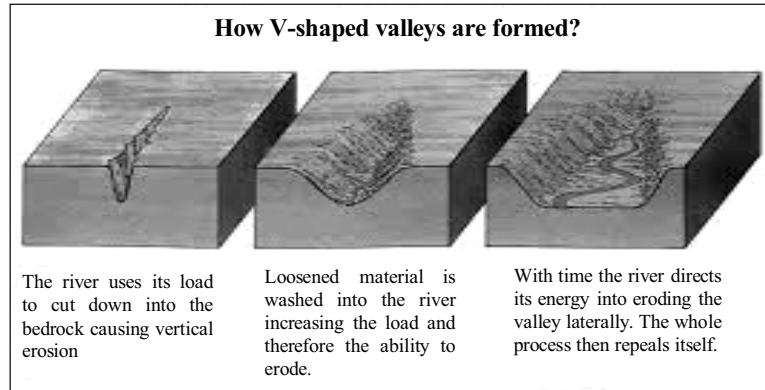 How V-shaped valleys are formed?
The river uses its load
to cut down into the
bedrock causing vertical
erosion
Loosened material is
washed into the river
increasing the load and
therefore the ability to
erode.
With time the river directs
its energy into eroding the
valley laterally. The whole
process then repeals itself.